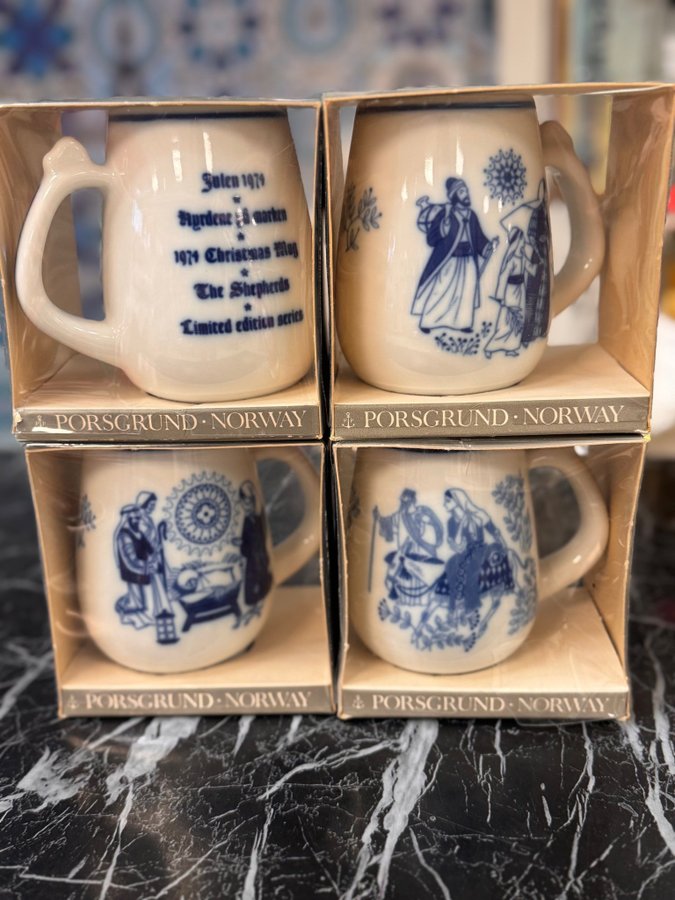 Julen 1974
Hyrdene på marken
1974 Christmas Mug
The Shepherds
Limited edition series
PORSGRUND · NORWAY
PORSGRUND · NORWAY
PORSGRUND · NORWAY
PORSGRUND · NORWAY